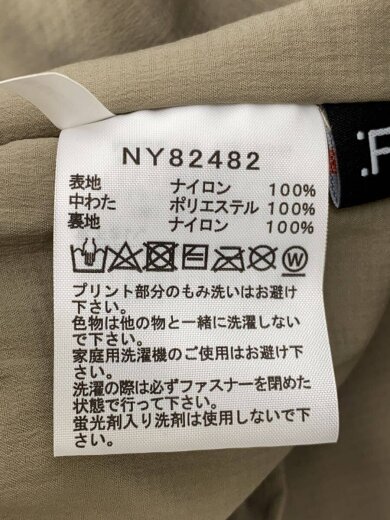 NY82482
表地 ナイロン 100%
中わた ポリエステル 100%
裏地 ナイロン 100%
W
プリント部分のもみ洗いはお避け
下さい。
色物は他の物と一緒に洗濯しない
で下さい。
家庭用洗濯機のご使用はお避け
下さい。
洗濯の際は必ずファスナーを閉めた
状態で行って下さい。
蛍光剤入り洗剤は使用しないで下
さい。